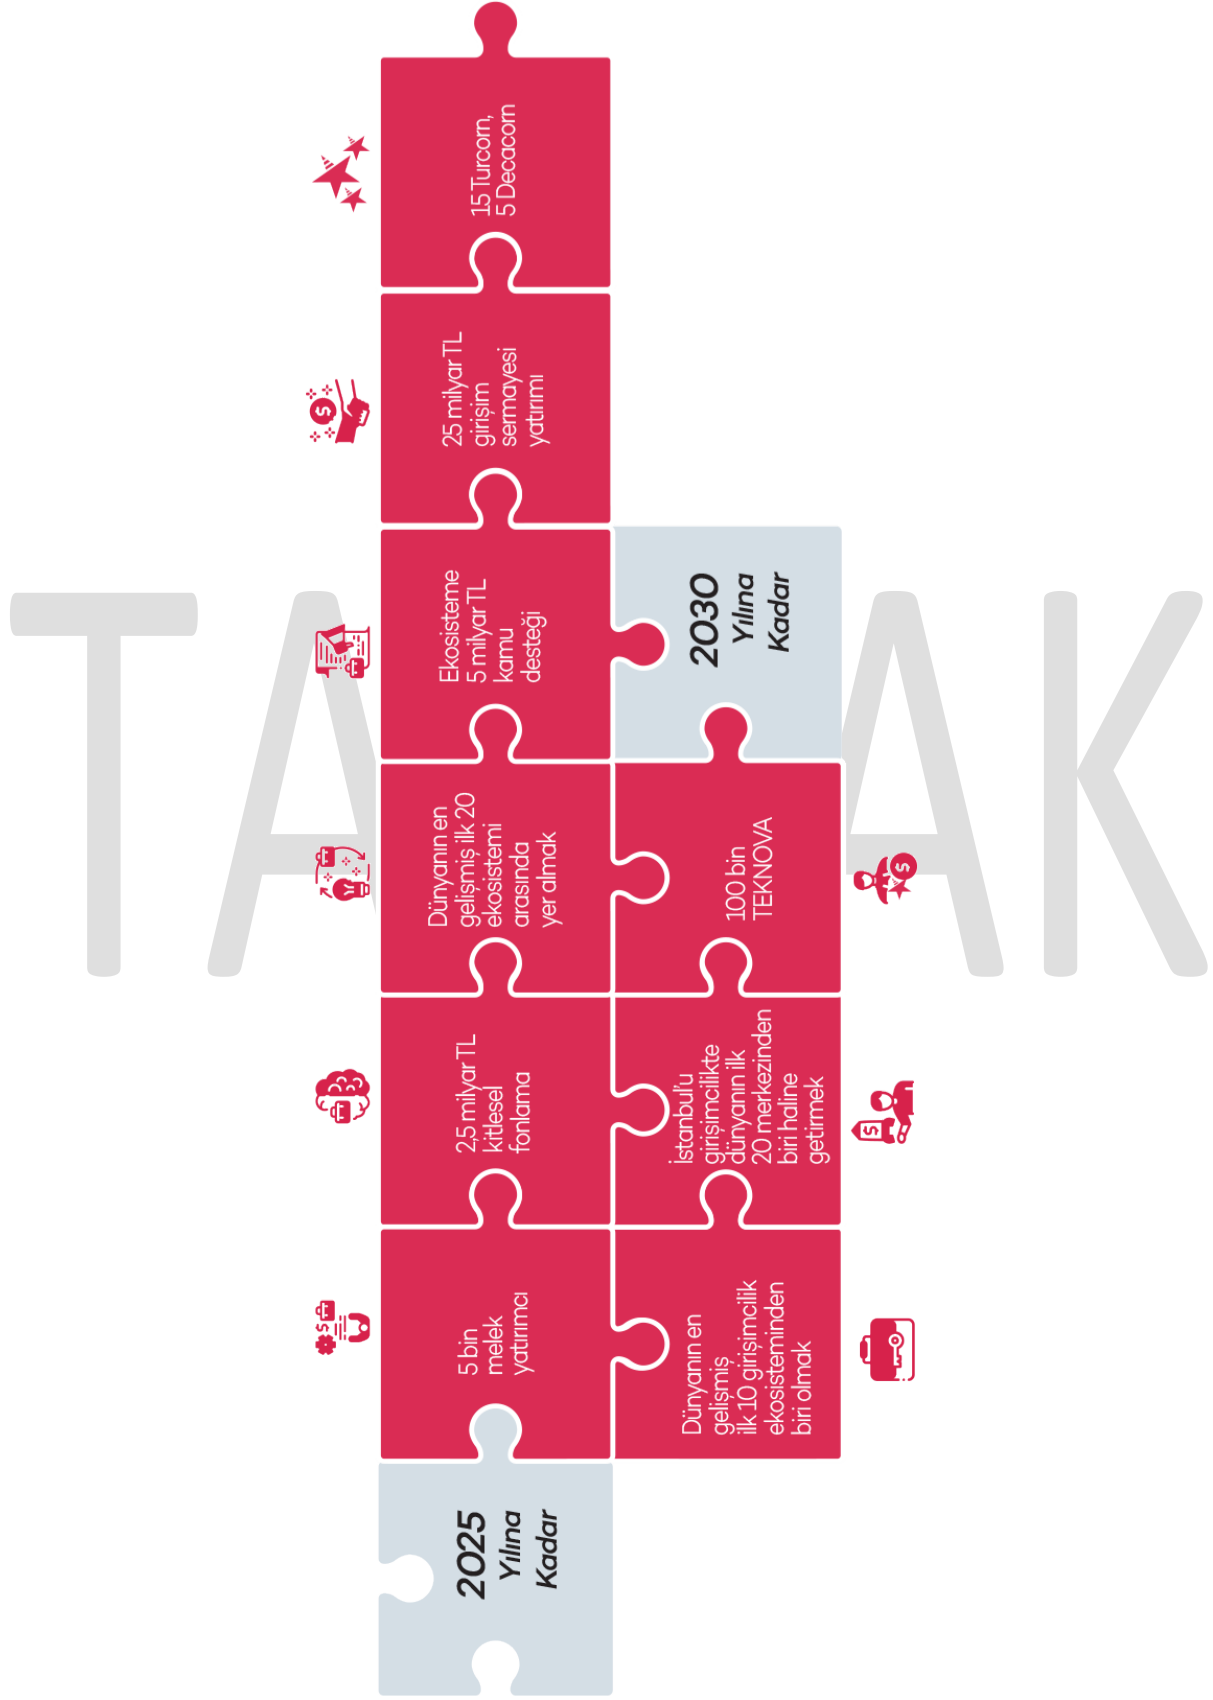 2025
Yılına
Kadar
5 bin
melek
yatırımcı
2,5 milyar TL
kitlesel
fonlama
Dünyanın en
gelişmiş ilk 20
ekosistemi
arasında
yer almak
Ekosisteme
5 milyar TL
kamu
desteği
25 milyar TL
girişim
sermayesi
yatırımı
15 Turcorn,
5 Decacorn
Dünyanın en
gelişmiş
ilk 10 girişimcilik
ekosisteminden
biri olmak
İstanbul'u
girişimcilikte
dünyanın ilk
20 merkezinden
biri haline
getirmek
100 bin
TEKNOVA
2030
Yılına
Kadar